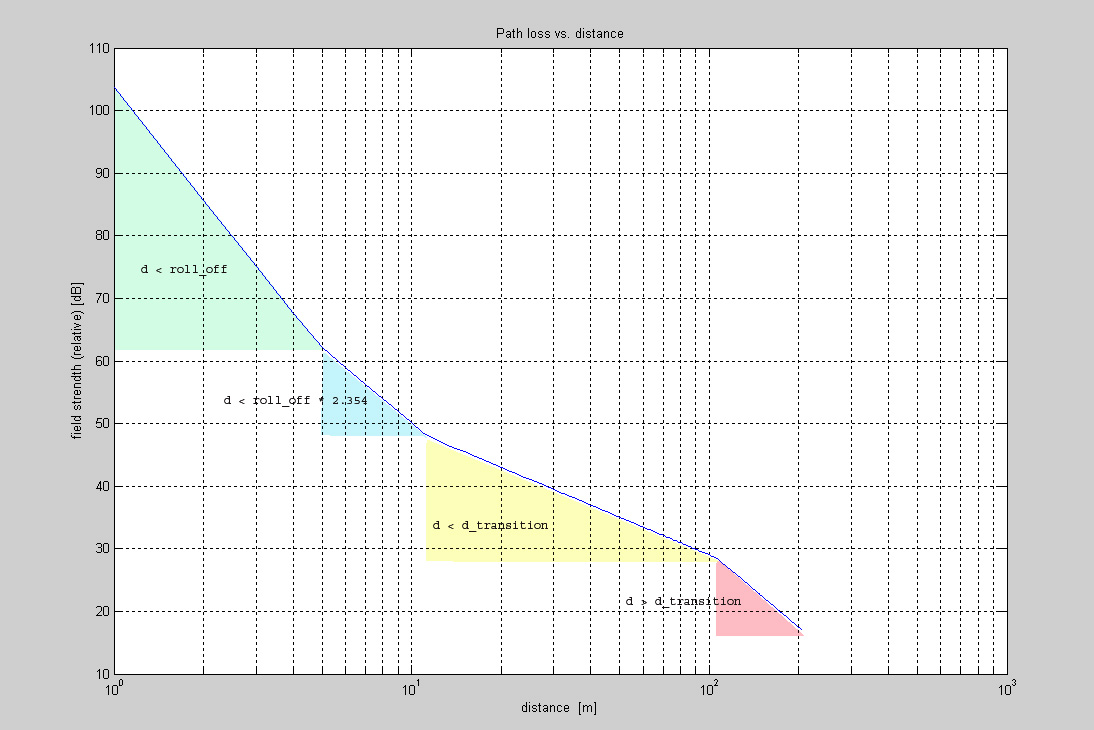 Path loss vs. distance
110
100
90
80
70
60
50
40
30
20
10
field strendth (relative) [dB]
d < roll_off
d < roll_off * 2.354
d < d_transition
d > d_transition
10^0
10^1
10^2
10^3
distance [m]